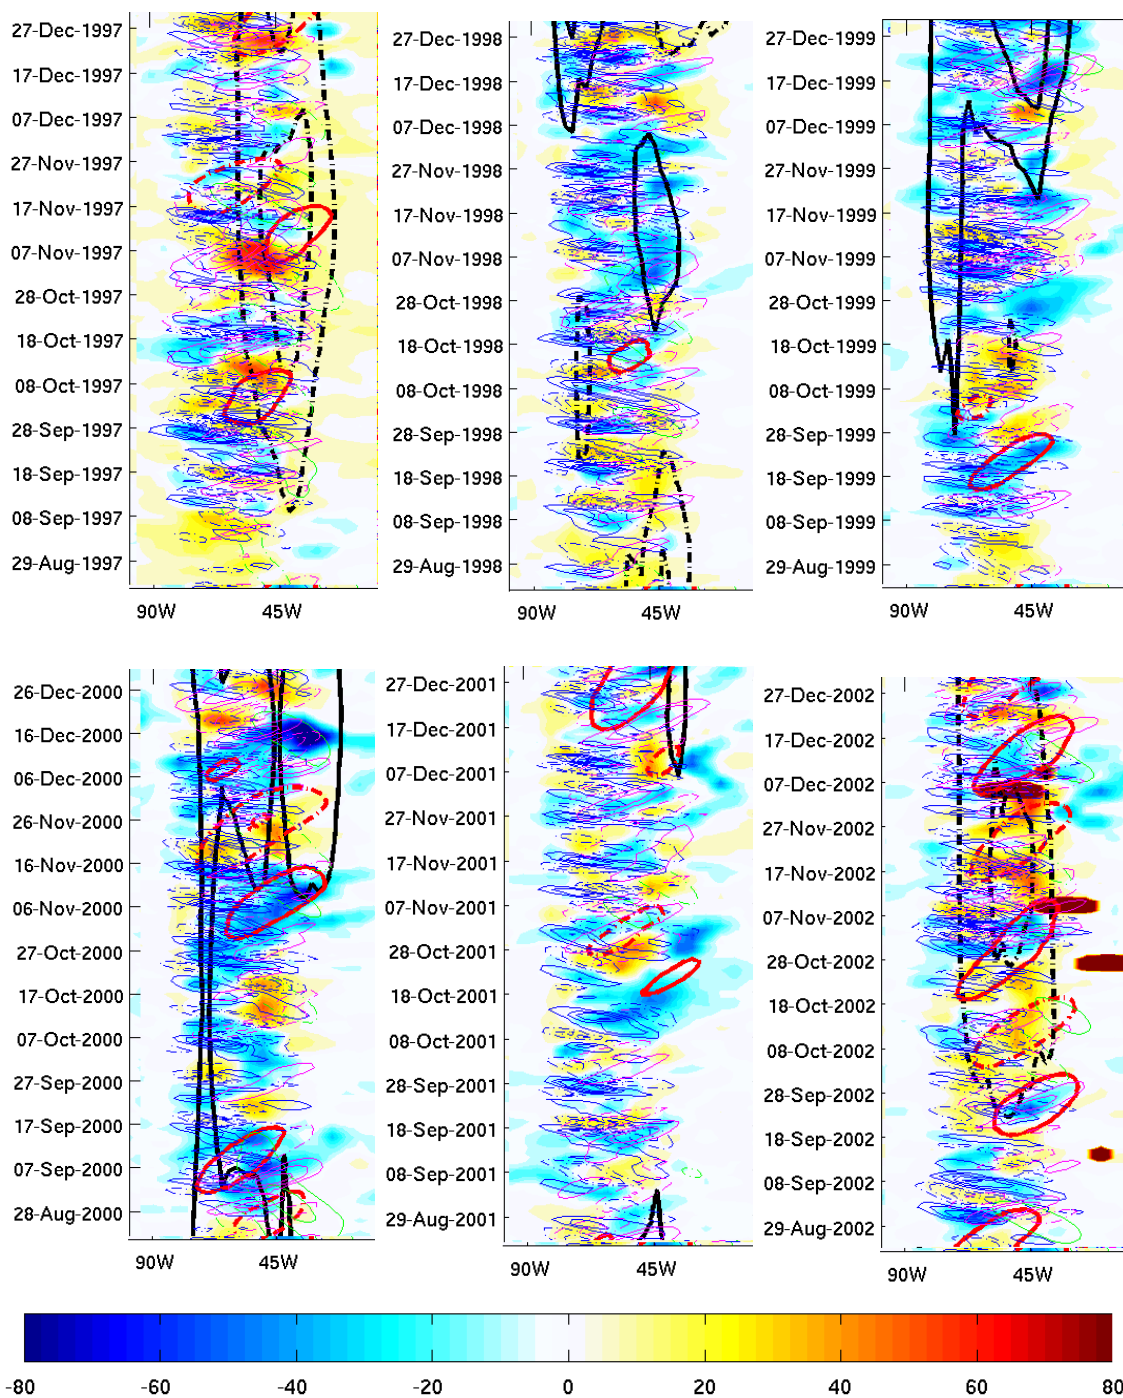 27-Dec-1997
17-Dec-1997
07-Dec-1997
27-Nov-1997
17-Nov-1997
07-Nov-1997
28-Oct-1997
18-Oct-1997
08-Oct-1997
28-Sep-1997
18-Sep-1997
08-Sep-1997
29-Aug-1997
90W 45W
27-Dec-1998
17-Dec-1998
07-Dec-1998
27-Nov-1998
17-Nov-1998
07-Nov-1998
28-Oct-1998
18-Oct-1998
08-Oct-1998
28-Sep-1998
18-Sep-1998
08-Sep-1998
29-Aug-1998
90W 45W
27-Dec-1999
17-Dec-1999
07-Dec-1999
27-Nov-1999
17-Nov-1999
07-Nov-1999
28-Oct-1999
18-Oct-1999
08-Oct-1999
28-Sep-1999
18-Sep-1999
08-Sep-1999
29-Aug-1999
90W 45W
26-Dec-2000
16-Dec-2000
06-Dec-2000
26-Nov-2000
16-Nov-2000
06-Nov-2000
27-Oct-2000
17-Oct-2000
07-Oct-2000
27-Sep-2000
17-Sep-2000
07-Sep-2000
28-Aug-2000
90W 45W
27-Dec-2001
17-Dec-2001
07-Dec-2001
27-Nov-2001
17-Nov-2001
07-Nov-2001
28-Oct-2001
18-Oct-2001
08-Oct-2001
28-Sep-2001
18-Sep-2001
08-Sep-2001
29-Aug-2001
90W 45W
27-Dec-2002
17-Dec-2002
07-Dec-2002
27-Nov-2002
17-Nov-2002
07-Nov-2002
28-Oct-2002
18-Oct-2002
08-Oct-2002
28-Sep-2002
18-Sep-2002
08-Sep-2002
29-Aug-2002
90W 45W
-80 -60 -40 -20 0 20 40 60 80